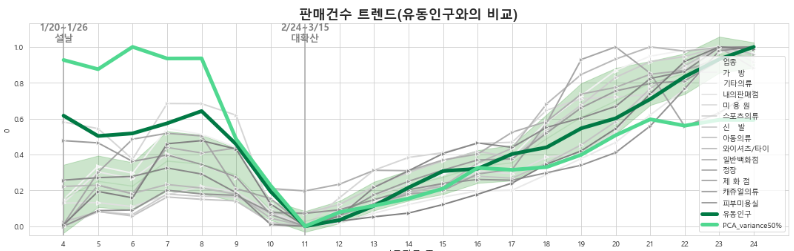 판매건수 트렌드(유동인구와의 비교)
1/20~1/26
설날
2/24~3/15
대확산
1.0
0.8
0.6
0.4
0.2
0.0
0
4 5 6 7 8 9 10 11 12 13 14 15 16 17 18 19 20 21 22 23 24
업종
가 방
기타의류
내의판매점
미 용 원
스포츠의류
신 발
아동의류
와이셔츠/타이
일반백화점
정장
제 화 점
캐쥬얼의류
피부미용실
유동인구
PCA_variance50%